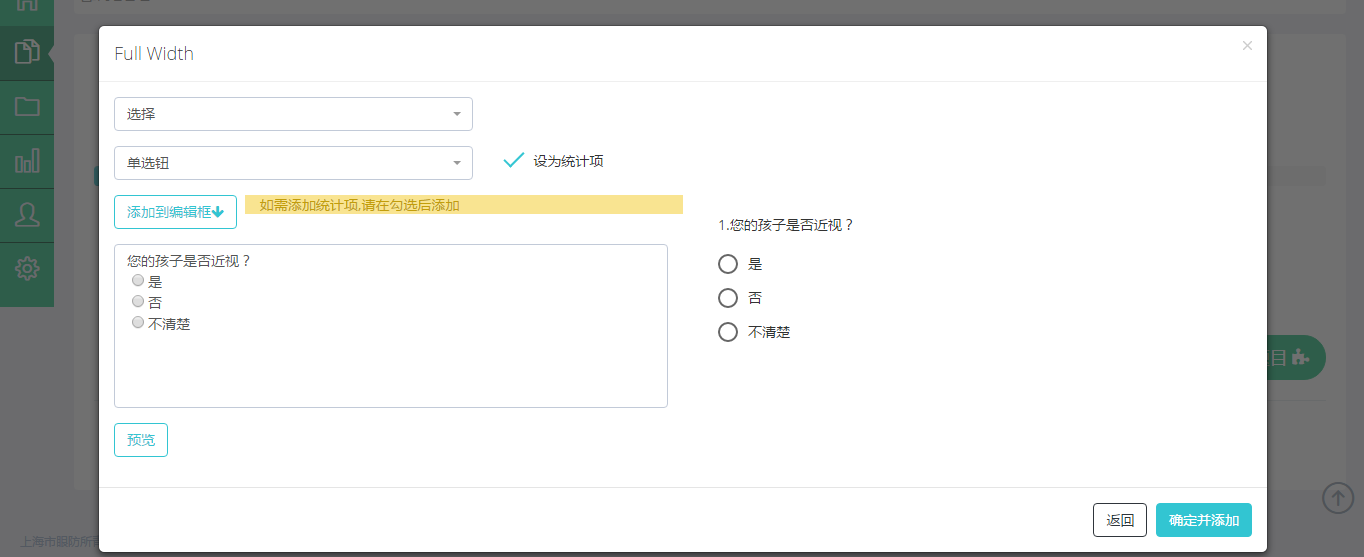 Full Width
×
选择
单选钮
设为统计项
添加到编辑框
如需添加统计项,请在勾选后添加
您的孩子是否近视？
是
否
不清楚
1.您的孩子是否近视？
是
否
不清楚
目
预览
返回
确定并添加
上海市眼防所